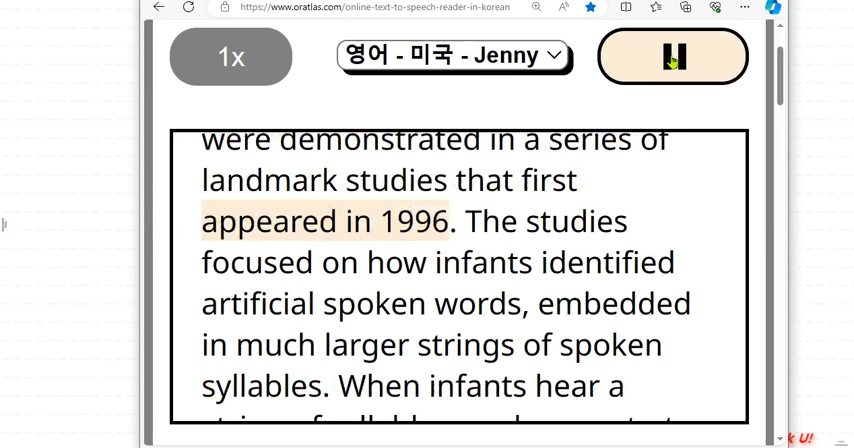 https://www.oratlas.com/online-text-to-speech-reader-in-korean
1x
영어 - 미국 - Jenny
were demonstrated in a series of
landmark studies that first
appeared in 1996. The studies
focused on how infants identified
artificial spoken words, embedded
in much larger strings of spoken
syllables. When infants hear a
U!